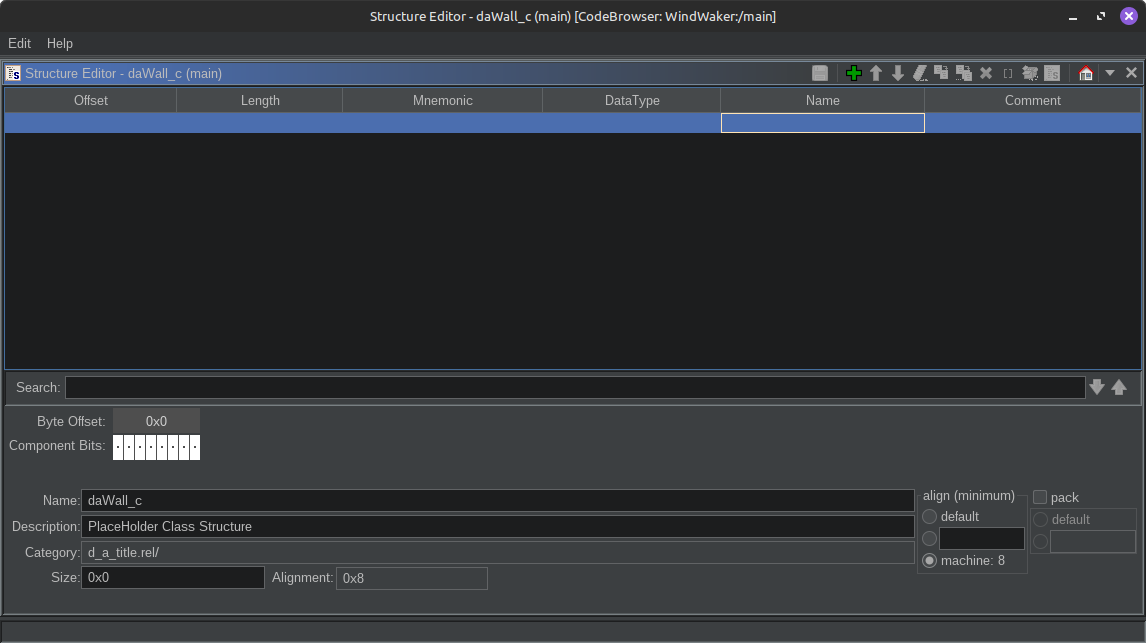 Structure Editor - daWall_c (main) [CodeBrowser: WindWaker:/main]
Edit Help
Structure Editor - daWall_c (main)
Offset Length Mnemonic DataType Name Comment
Search:
Byte Offset: 0x0
Component Bits: . . . . . . . .
Name: daWall_c
Description: PlaceHolder Class Structure
Category: d_a_title.rel/
Size: 0x0 Alignment: 0x8
align (minimum)
default
machine: 8
pack
default